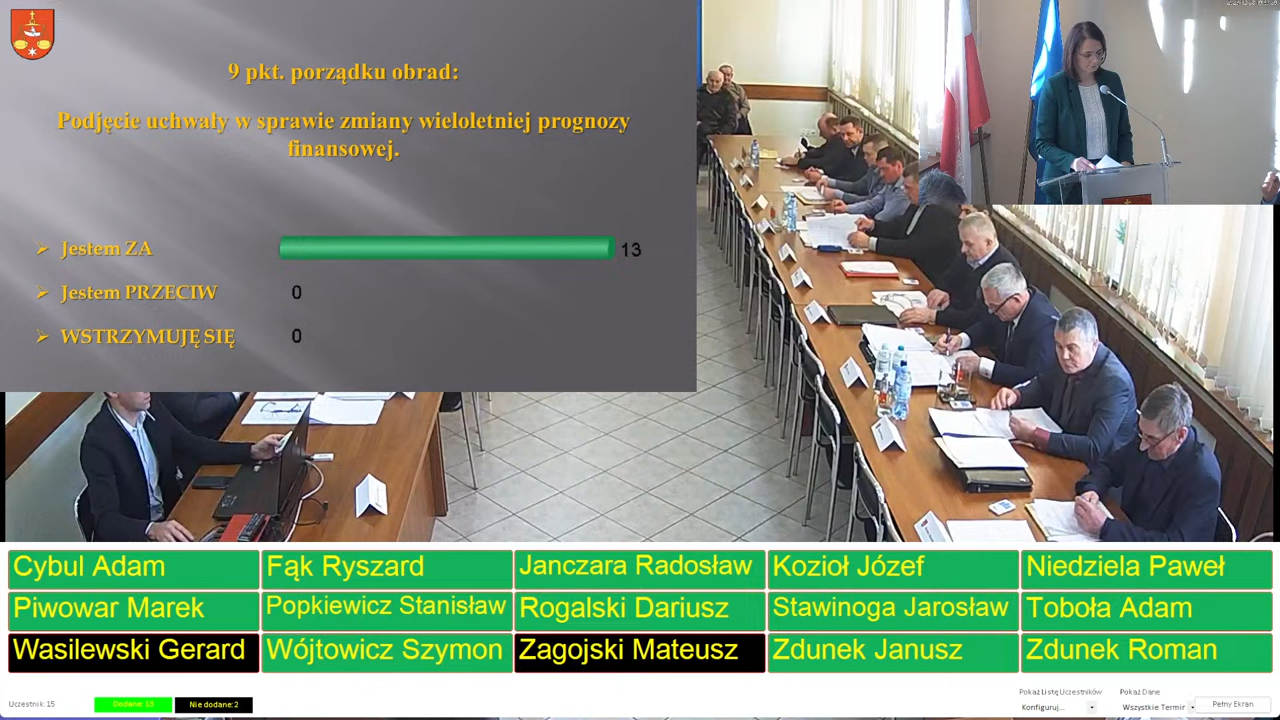 9 pkt. porządku obrad:
Podjęcie uchwały w sprawie zmiany wieloletniej prognozy
finansowej.
Jestem ZA 13
Jestem PRZECIW 0
WSTRZYMUJĘ SIĘ 0
Cybul Adam Fąk Ryszard Janczara Radosław Kozioł Józef Niedziela Paweł
Piwowar Marek Popkiewicz Stanisław Rogalski Dariusz Stawinoga Jarosław Toboła Adam
Wasilewski Gerard Wójtowicz Szymon Zagojski Mateusz Zdunek Janusz Zdunek Roman
Pokaż Listę Uczestników Pokaż Dane
Uczestnik: 15 Dodane: 13 Nie dodane: 2 Konfiguruj... Wszystkie Termir Pełny Ekran